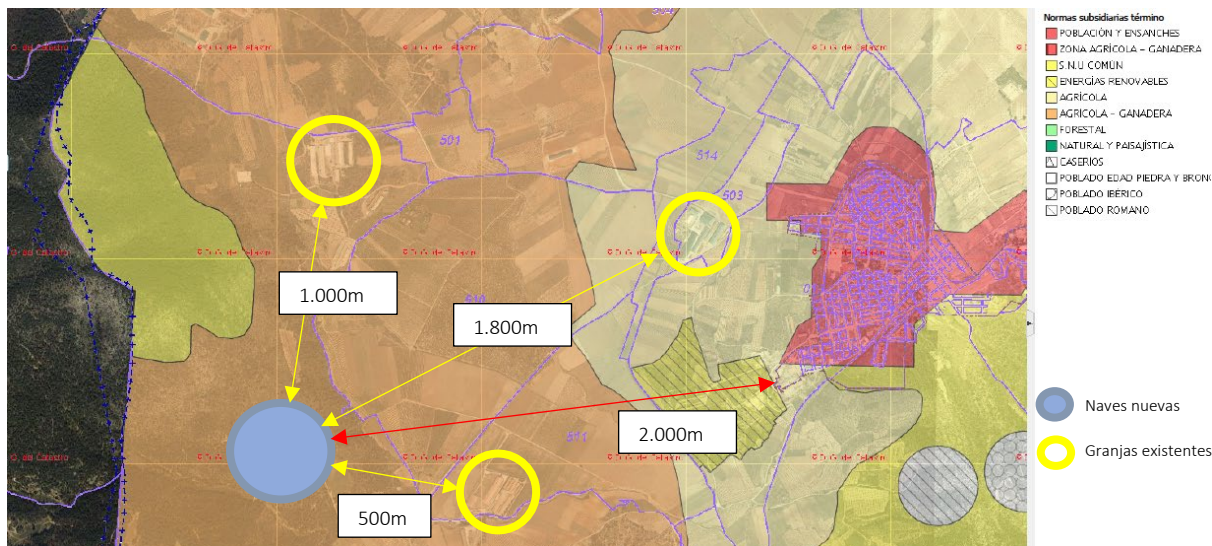 501
514
503
511
1.000m
1.800m
2.000m
500m
Normas subsidiarias término
POBLACIÓN Y ENSANCHES
ZONA AGRÍCOLA - GANADERA
S.N.U COMÚN
ENERGÍAS RENOVABLES
AGRÍCOLA
AGRÍCOLA - GANADERA
FORESTAL
NATURAL Y PAISAJÍSTICA
CASERIOS
POBLADO EDAD PIEDRA Y BRONC
POBLADO IBÉRICO
POBLADO ROMANO
Naves nuevas
Granjas existentes